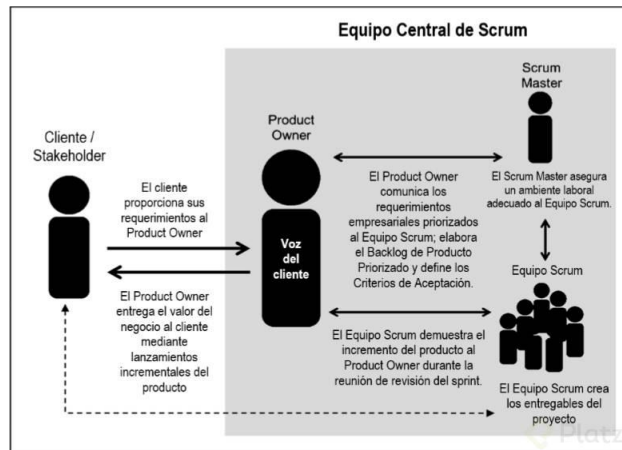 Equipo Central de Scrum
Scrum
Master
Product
Owner
Cliente /
Stakeholder
El cliente
proporciona sus
requerimientos al
Product Owner
Voz
del
cliente
El Product Owner
comunica los
requerimientos
empresariales priorizados
al Equipo Scrum; elabora
el Backlog de Producto
Priorizado y define los
Criterios de Aceptación.
El Scrum Master asegura
un ambiente laboral
adecuado al Equipo Scrum.
Equipo Scrum
El Product Owner
entrega el valor del
negocio al cliente
mediante
lanzamientos
incrementales del
producto
El Equipo Scrum demuestra el
incremento del producto al
Product Owner durante la
reunión de revisión del sprint.
El Equipo Scrum crea
los entregables del
proyecto
Platzi